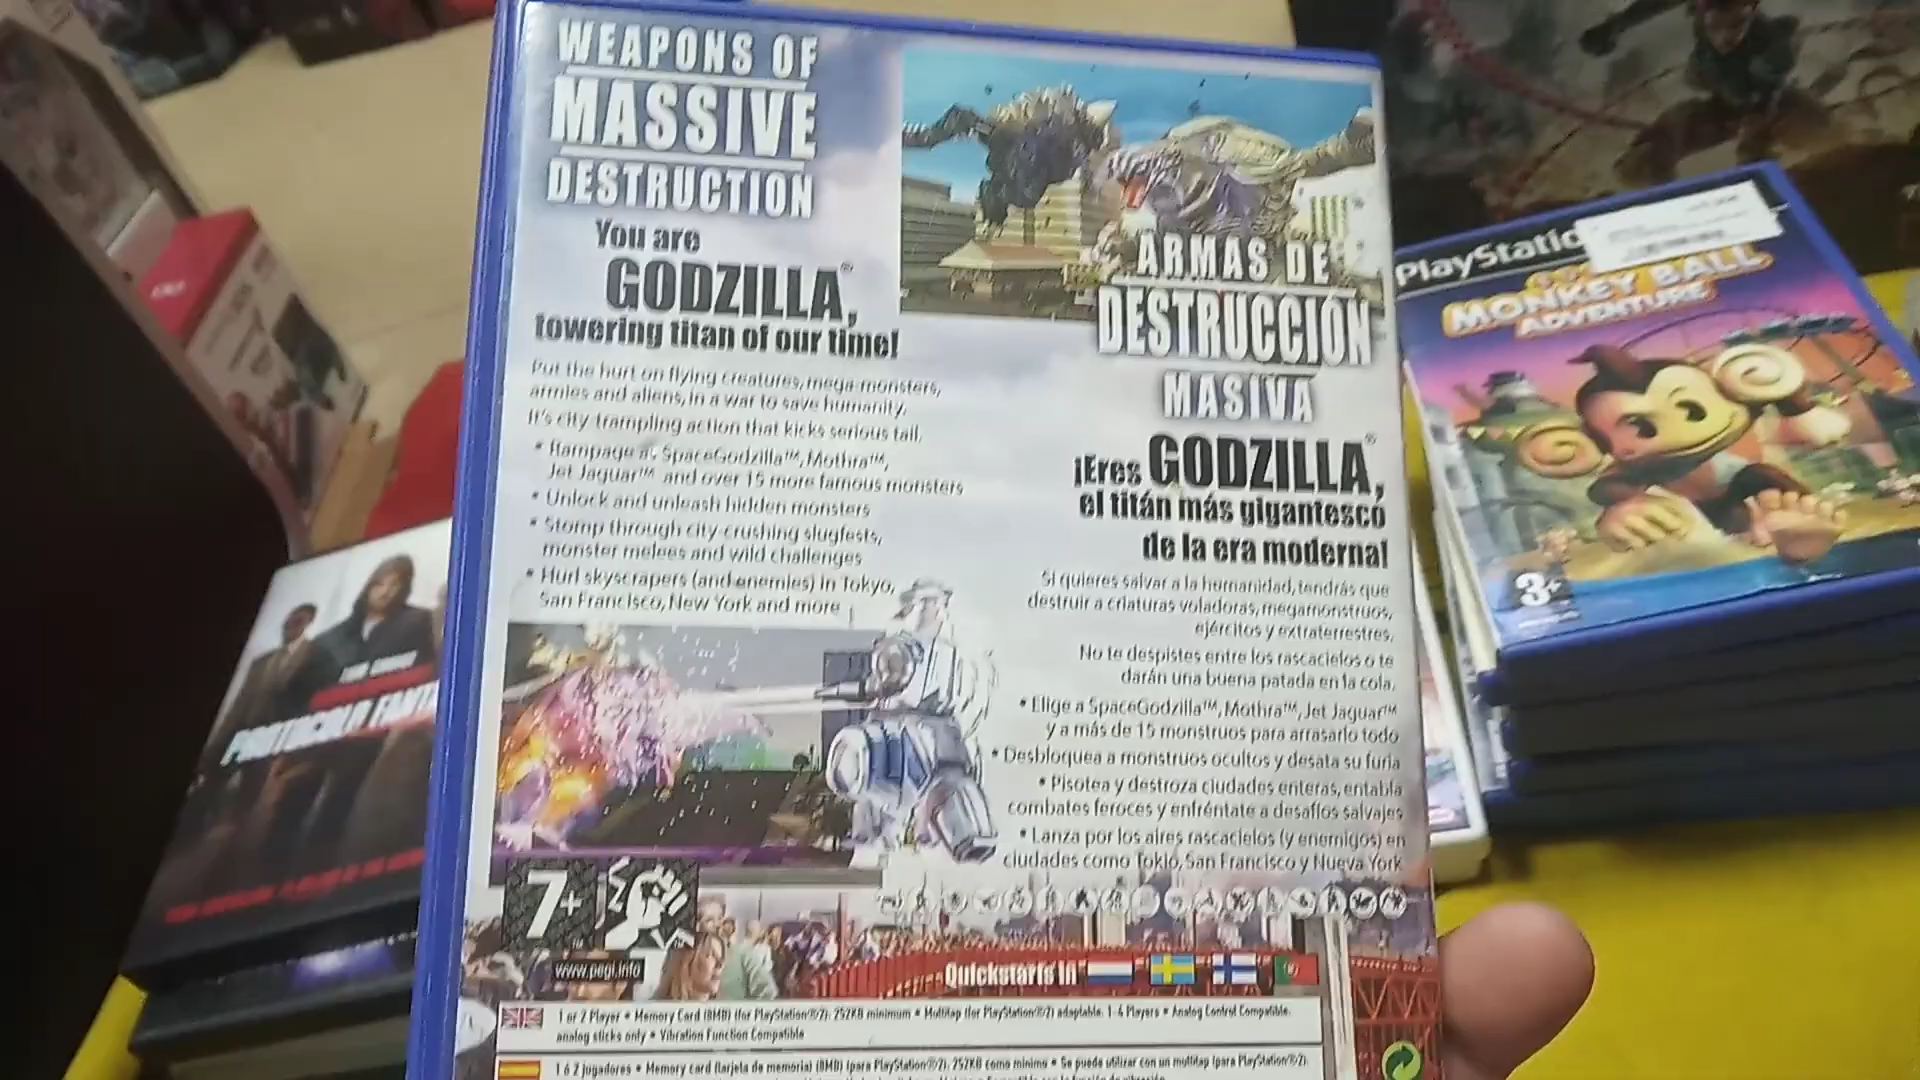 WEAPONS OF
MASSIVE
DESTRUCTION
You are
GODZILLA®,
towering titan of our time!
Put the hurt on flying creatures, mega-monsters,
armies and aliens, in a war to save humanity.
It's city-trampling action that kicks serious tail.
• Rampage as SpaceGodzilla™, Mothra™,
Jet Jaguar™ and over 15 more famous monsters
• Unlock and unleash hidden monsters
• Stomp through city-crushing slugfests,
monster melees and wild challenges
• Hurl skyscrapers (and enemies) in Tokyo,
San Francisco, New York and more
ARMAS DE
DESTRUCCIÓN
MASIVA
¡Eres GODZILLA®,
el titán más gigantesco
de la era moderna!
Si quieres salvar a la humanidad, tendrás que
destruir a criaturas voladoras, megamonstruos,
ejércitos y extraterrestres.
No te despistes entre los rascacielos o te
darán una buena patada en la cola.
• Elige a SpaceGodzilla™, Mothra™, Jet Jaguar™
y a más de 15 monstruos para arrasarlo todo
• Desbloquea a monstruos ocultos y desata su furia
• Pisotea y destroza ciudades enteras, entabla
combates feroces y enfréntate a desafíos salvajes
• Lanza por los aires rascacielos (y enemigos) en
ciudades como Tokio, San Francisco y Nueva York
7+
www.pegi.info
Quickstarts in
1 or 2 Player • Memory Card (8MB) (for PlayStation®2): 252KB minimum • Multitap (for PlayStation®2) adaptable: 1-4 Players • Analog Control Compatible:
analog sticks only • Vibration Function Compatible
1 ó 2 jugadores • Memory card (tarjeta de memoria) (8MB) (para PlayStation®2): 252KB como mínimo • Se puede utilizar con un multitap (para PlayStation®2):
PlayStatio
MONKEY BALL
ADVENTURE
3+
PROTOCOLO